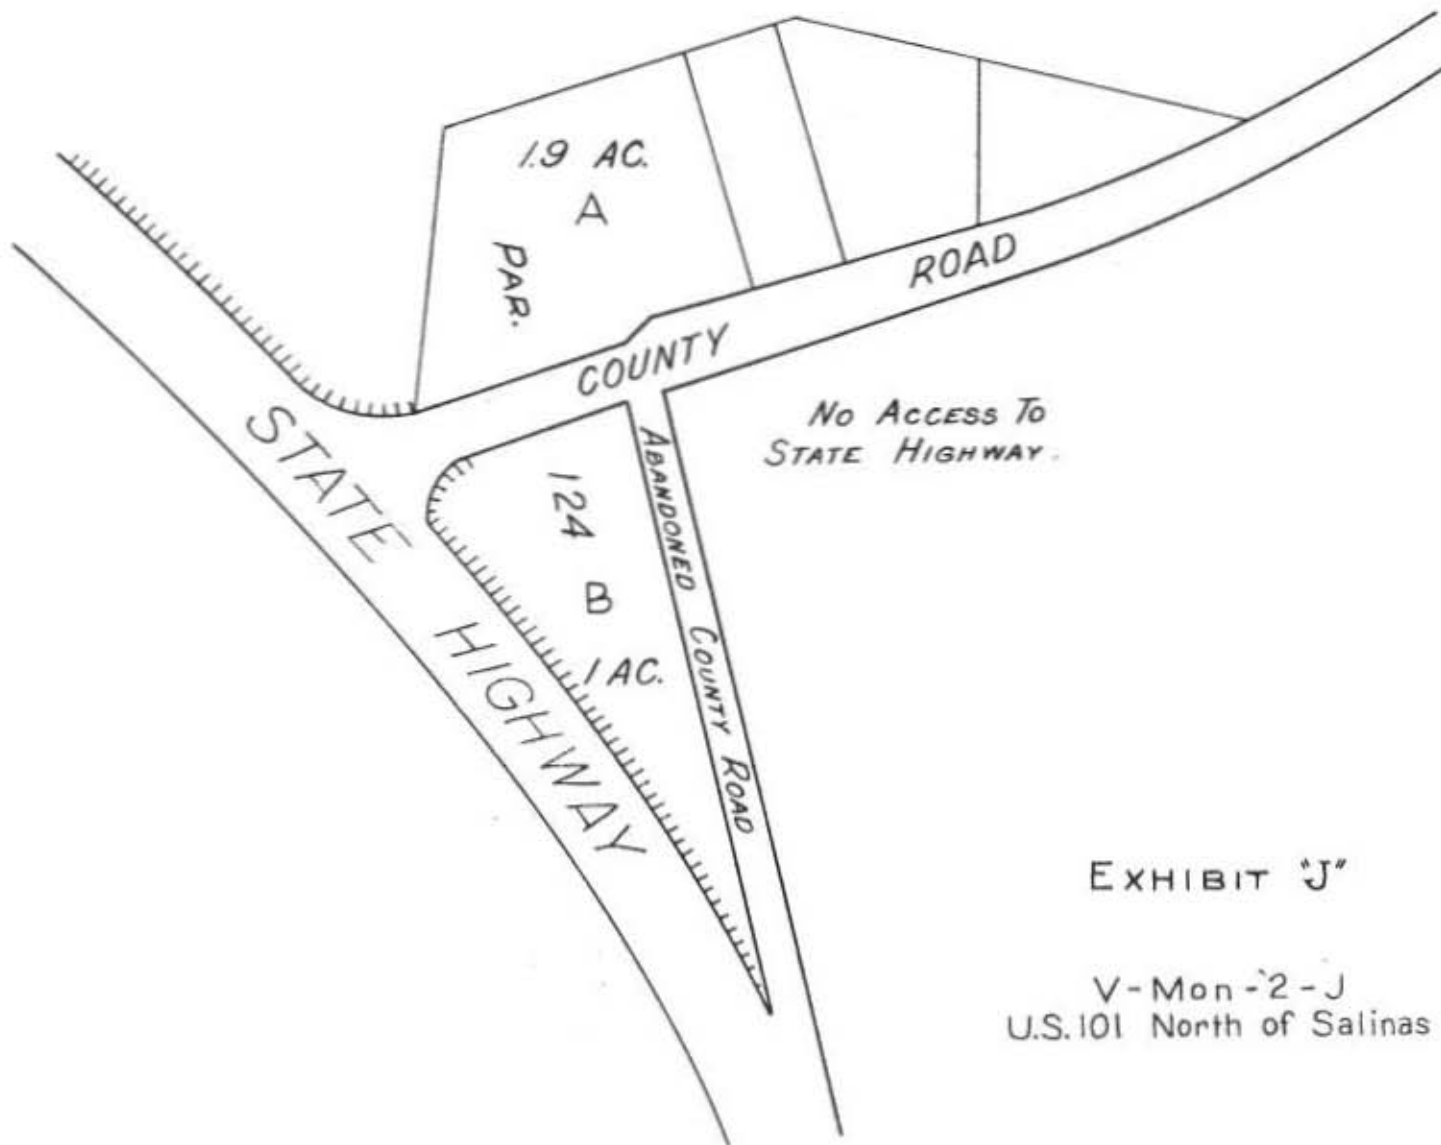 1.9 AC.
A
PAR.
COUNTY ROAD
No Access To
State Highway.
STATE HIGHWAY
124
B
1 AC.
Abandoned County Road
Exhibit "J"
V-Mon-2-J
U.S.101 North of Salinas